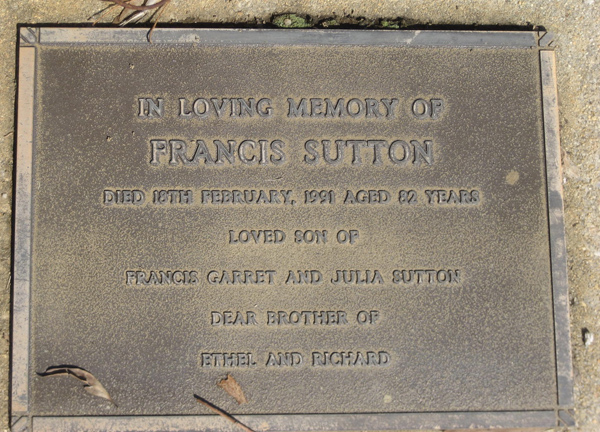 IN LOVING MEMORY OF
FRANCIS SUTTON
DIED 18TH FEBRUARY, 1991 AGED 82 YEARS
LOVED SON OF
FRANCIS GARRET AND JULIA SUTTON
DEAR BROTHER OF
ETHEL AND RICHARD